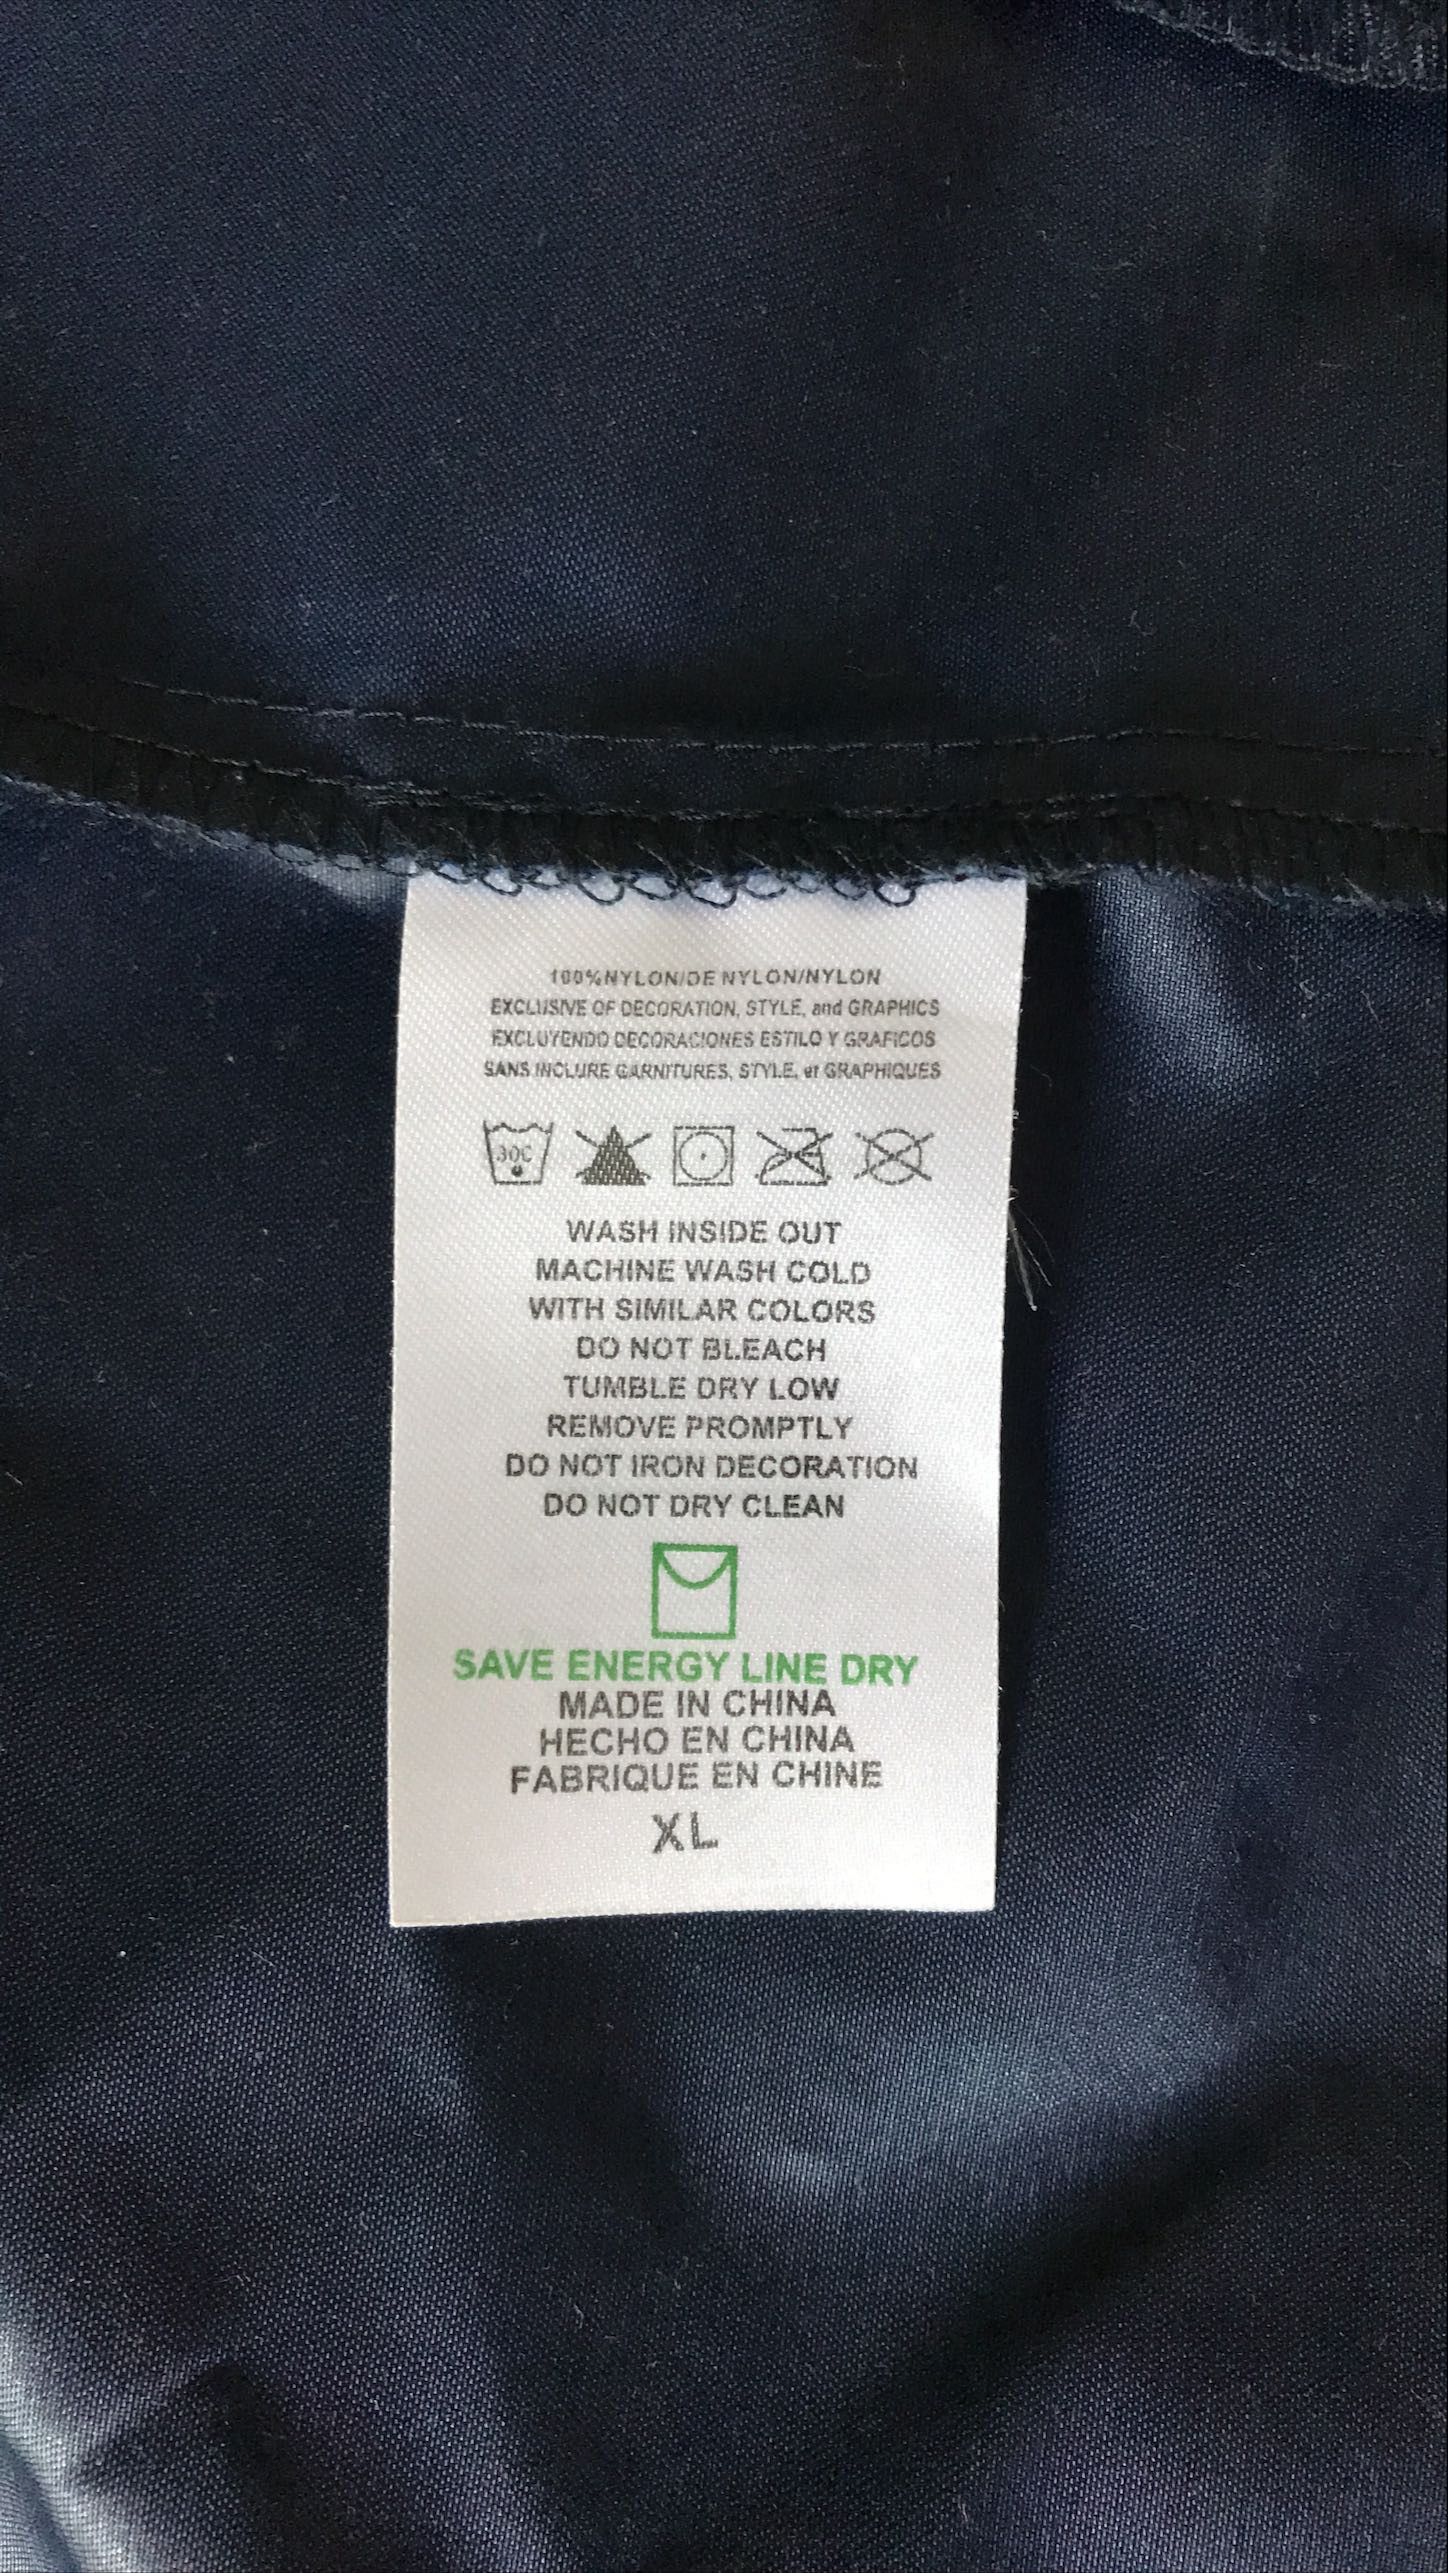 100%NYLON/DE NYLON/NYLON
EXCLUSIVE OF DECORATION, STYLE, and GRAPHICS
EXCLUYENDO DECORACIONES ESTILO Y GRAFICOS
SANS INCLURE GARNITURES, STYLE, et GRAPHIQUES
30C
WASH INSIDE OUT
MACHINE WASH COLD
WITH SIMILAR COLORS
DO NOT BLEACH
TUMBLE DRY LOW
REMOVE PROMPTLY
DO NOT IRON DECORATION
DO NOT DRY CLEAN
SAVE ENERGY LINE DRY
MADE IN CHINA
HECHO EN CHINA
FABRIQUE EN CHINE
XL